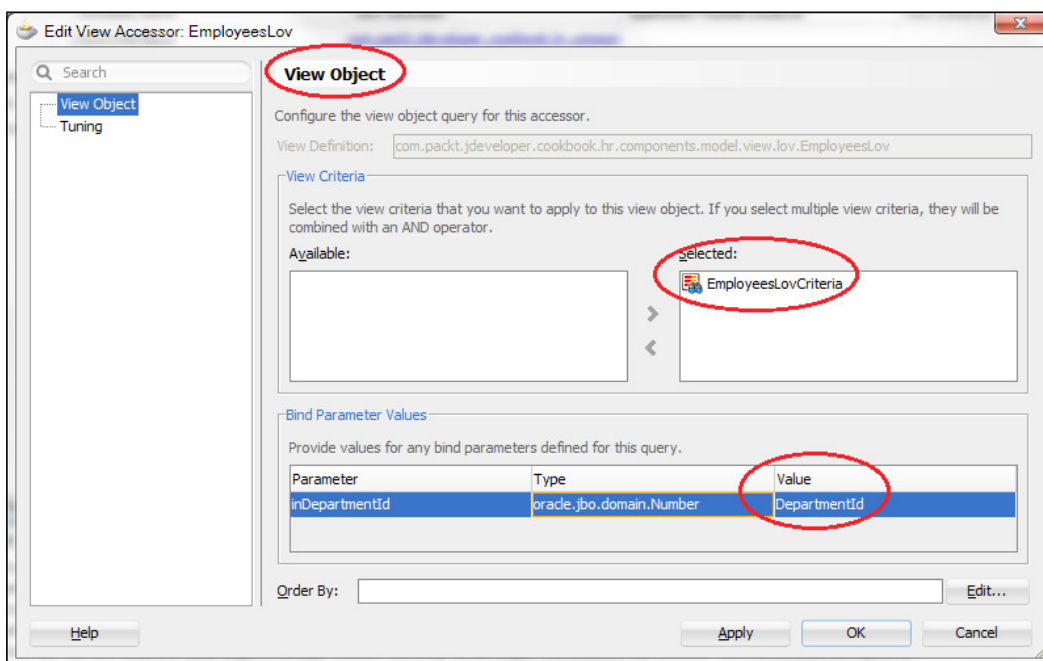 Edit View Accessor: EmployeesLov
Search
View Object
Tuning
View Object
Configure the view object query for this accessor.
View Definition: com.packt.jdeveloper.cookbook.hr.components.model.view.lov.EmployeesLov
View Criteria
Select the view criteria that you want to apply to this view object. If you select multiple view criteria, they will be
combined with an AND operator.
Available:
Selected:
EmployeesLovCriteria
Bind Parameter Values
Provide values for any bind parameters defined for this query.
Parameter Type Value
inDepartmentId oracle.jbo.domain.Number DepartmentId
Order By: Edit...
Help Apply OK Cancel